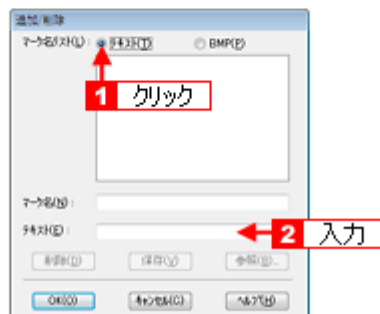 追加/削除
マーク名リスト(L): テキスト(T) BMP(P)
1 クリック
マーク名(N):
テキスト(E):
2 入力
削除(D) 保存(V) 参照(B)...
OK(O) キャンセル(C) ヘルプ(H)